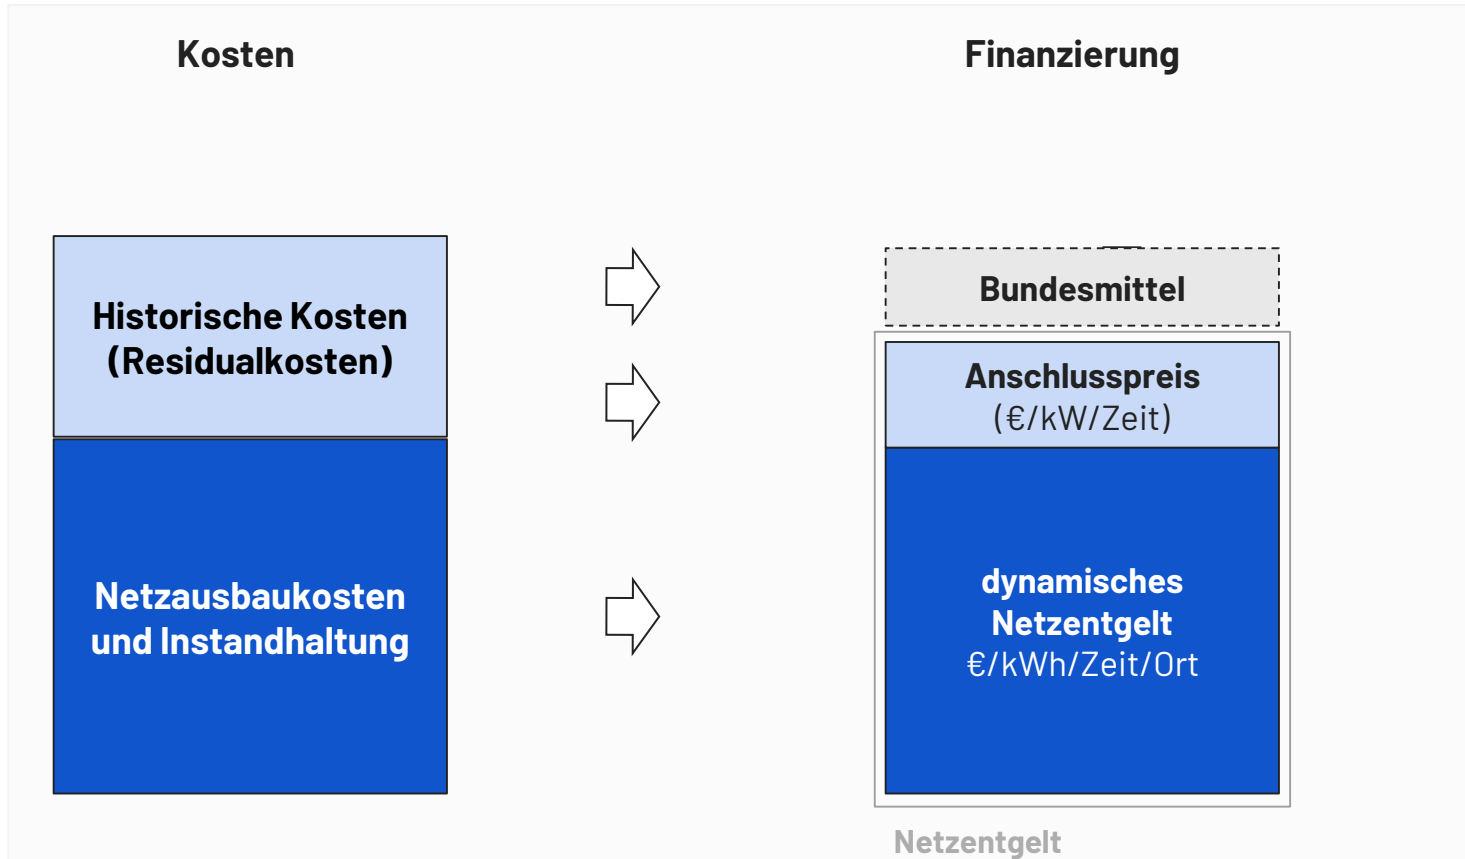 Kosten
Finanzierung
Historische Kosten
(Residualkosten)
Netzausbaukosten
und Instandhaltung
Bundesmittel
Anschlusspreis
(€/kW/Zeit)
dynamisches
Netzentgelt
€/kWh/Zeit/Ort
Netzentgelt